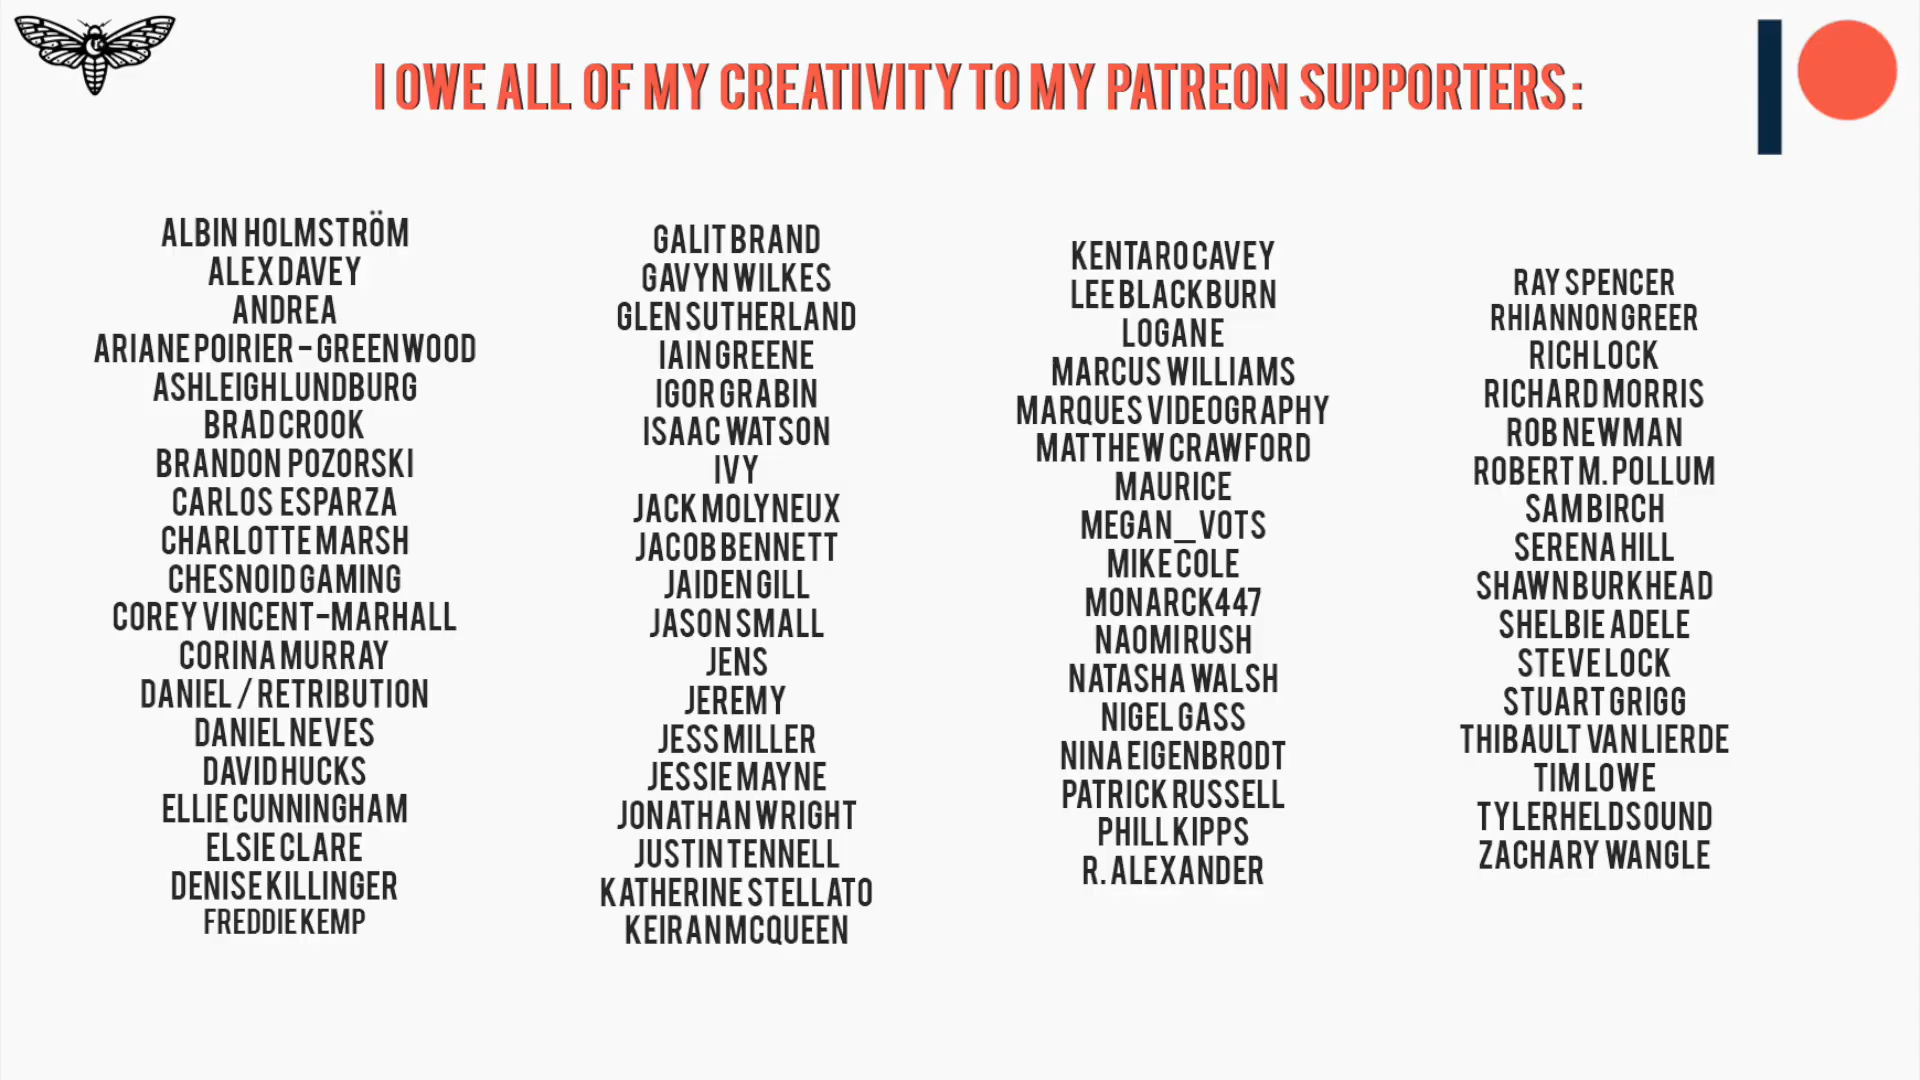 I OWE ALL OF MY CREATIVITY TO MY PATREON SUPPORTERS:
ALBIN HOLMSTRÖM
ALEX DAVEY
ANDREA
ARIANE POIRIER - GREENWOOD
ASHLEIGH LUNDBURG
BRAD CROOK
BRANDON POZORSKI
CARLOS ESPARZA
CHARLOTTE MARSH
CHESNOID GAMING
COREY VINCENT-MARHALL
CORINA MURRAY
DANIEL / RETRIBUTION
DANIEL NEVES
DAVID HUCKS
ELLIE CUNNINGHAM
ELSIE CLARE
DENISE KILLINGER
FREDDIE KEMP
GALIT BRAND
GAVYN WILKES
GLEN SUTHERLAND
IAIN GREENE
IGOR GRABIN
ISAAC WATSON
IVY
JACK MOLYNEUX
JACOB BENNETT
JAIDEN GILL
JASON SMALL
JENS
JEREMY
JESS MILLER
JESSIE MAYNE
JONATHAN WRIGHT
JUSTIN TENNELL
KATHERINE STELLATO
KEIRAN MCQUEEN
KENTARO CAVEY
LEE BLACKBURN
LOGAN E
MARCUS WILLIAMS
MARQUES VIDEOGRAPHY
MATTHEW CRAWFORD
MAURICE
MEGAN_VOTS
MIKE COLE
MONARCK447
NAOMI RUSH
NATASHA WALSH
NIGEL GASS
NINA EIGENBRODT
PATRICK RUSSELL
PHILL KIPPS
R. ALEXANDER
RAY SPENCER
RHIANNON GREER
RICH LOCK
RICHARD MORRIS
ROB NEWMAN
ROBERT M. POLLUM
SAM BIRCH
SERENA HILL
SHAWN BURKHEAD
SHELBIE ADELE
STEVE LOCK
STUART GRIGG
THIBAULT VAN LIERDE
TIM LOWE
TYLERHELDSOUND
ZACHARY WANGLE